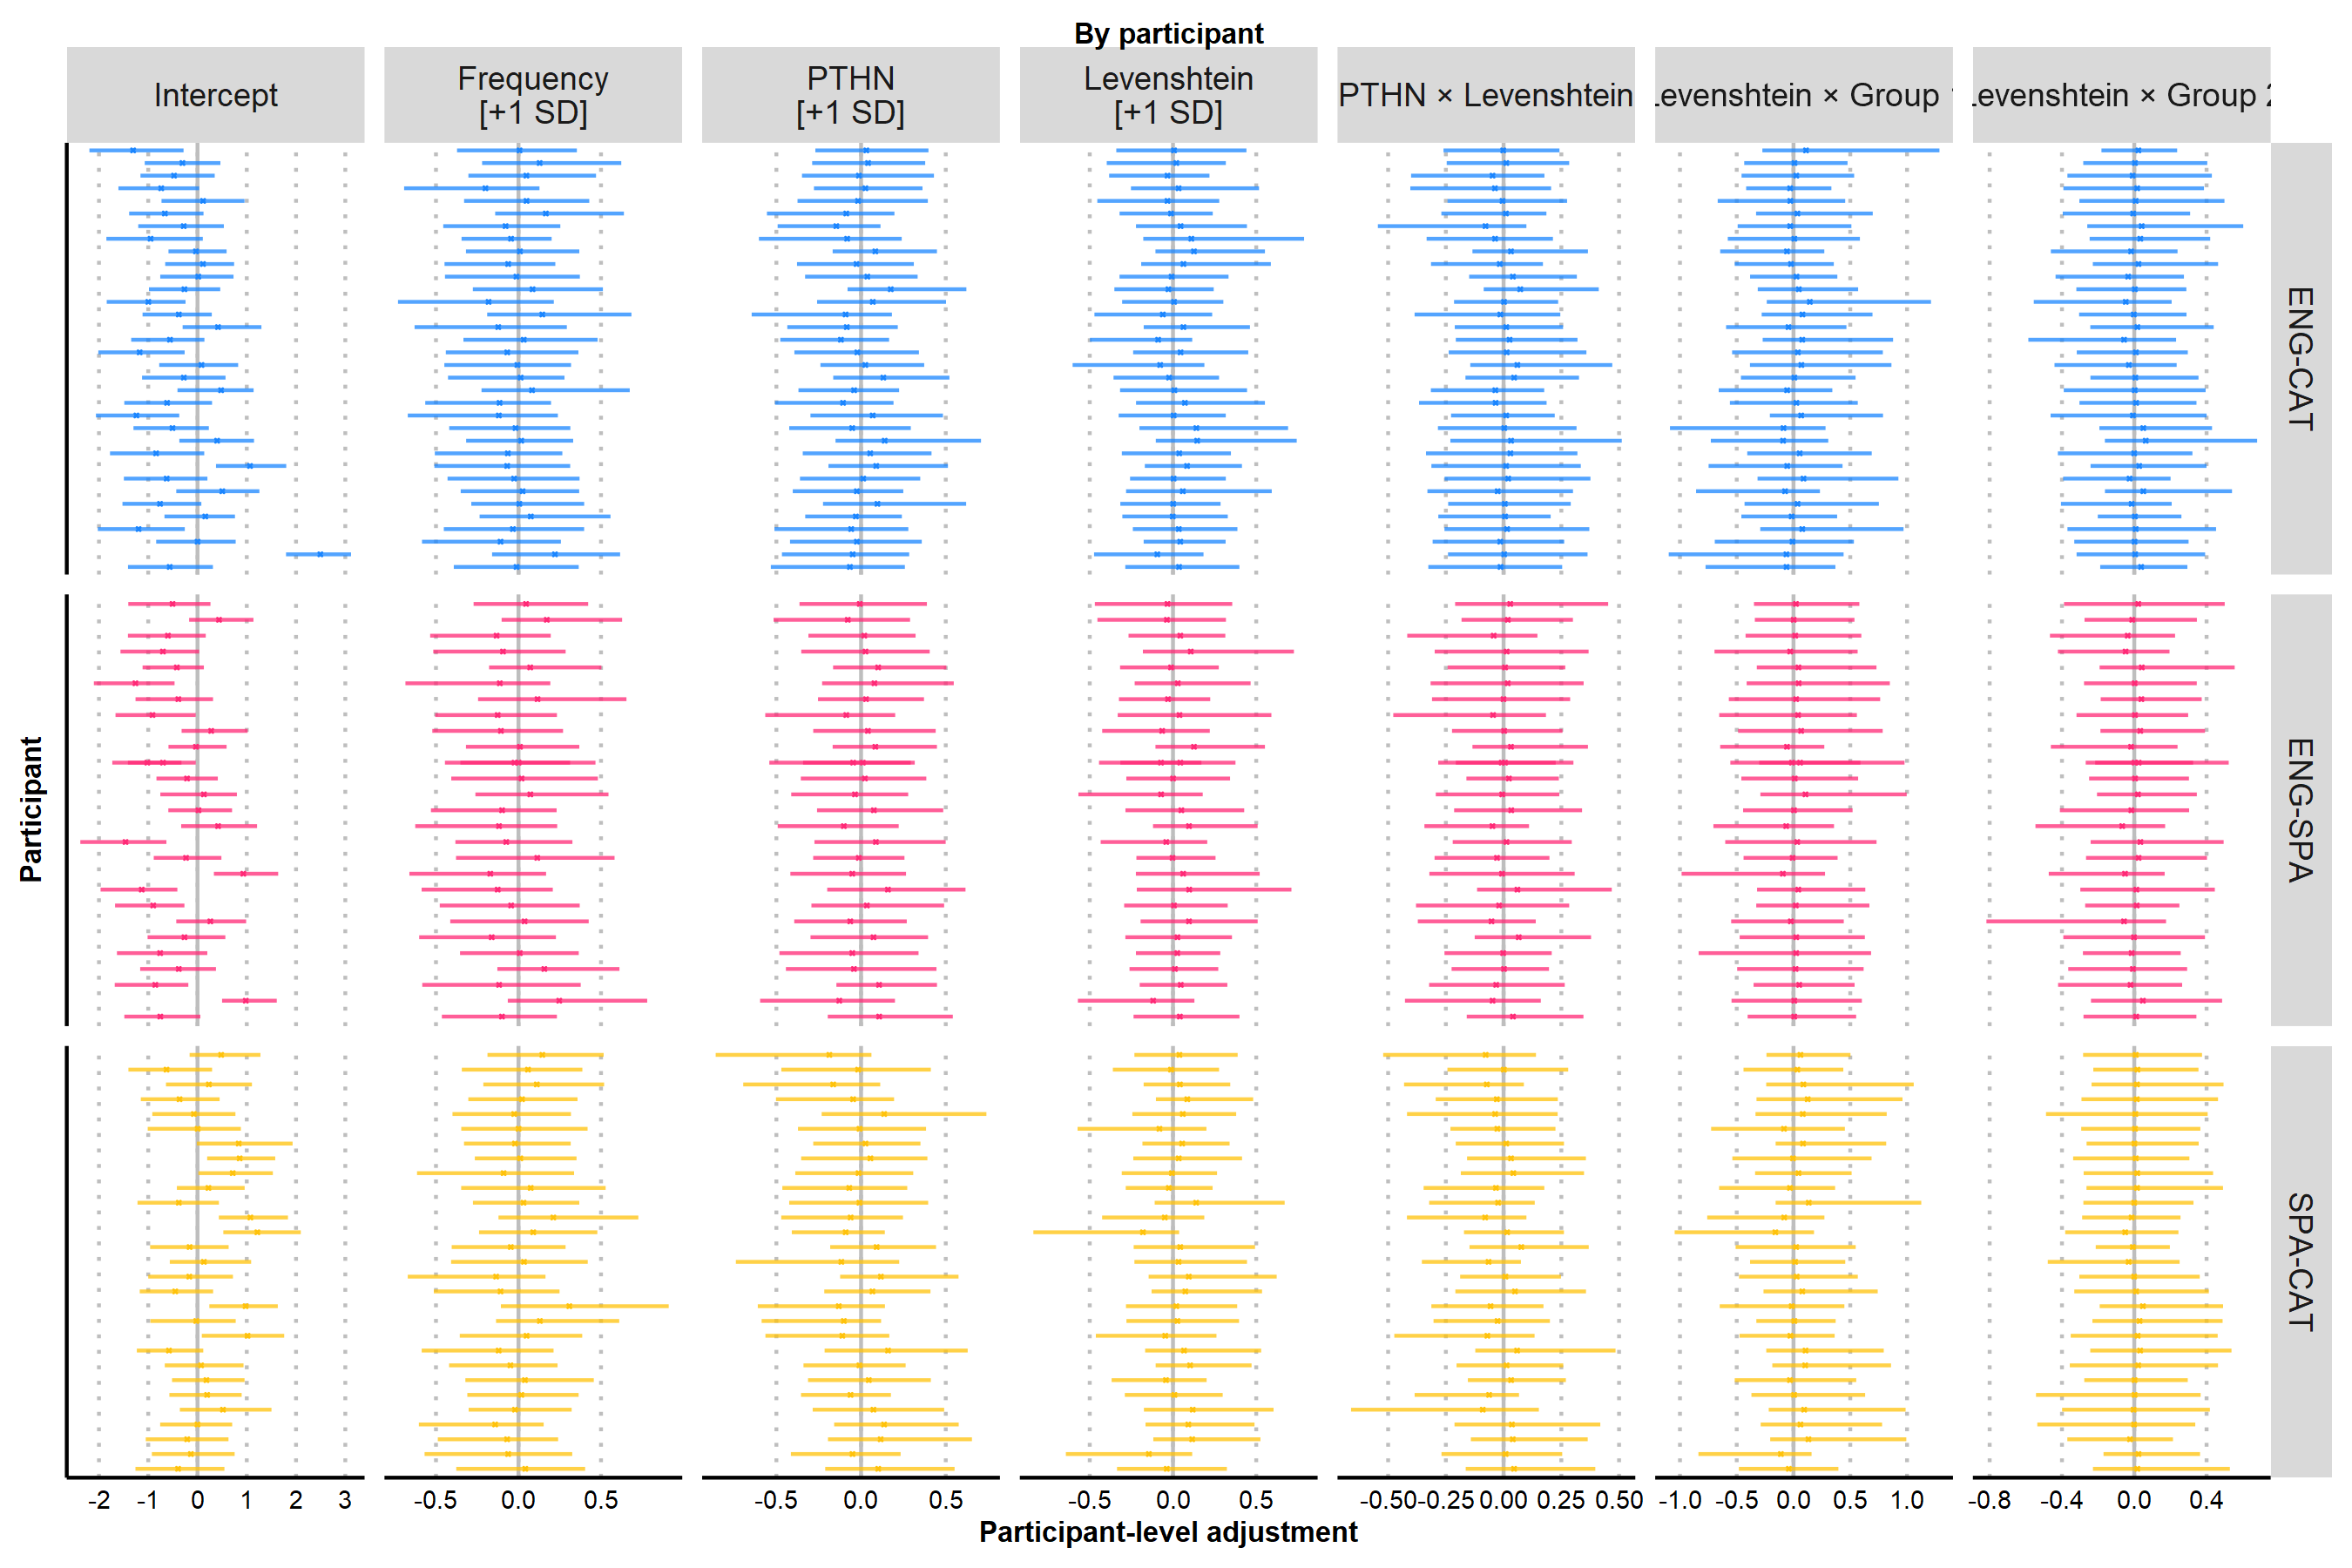 By participant
Intercept
Frequency
[+1 SD]
PTHN
[+1 SD]
Levenshtein
[+1 SD]
PTHN × Levenshtein
Levenshtein × Group
Levenshtein × Group 2
ENG-CAT
ENG-SPA
SPA-CAT
Participant
-2 -1 0 1 2 3
-0.5 0.0 0.5
-0.5 0.0 0.5
-0.5 0.0 0.5
-0.50 -0.25 0.00 0.25 0.50
-1.0 -0.5 0.0 0.5 1.0
-0.8 -0.4 0.0 0.4
Participant-level adjustment